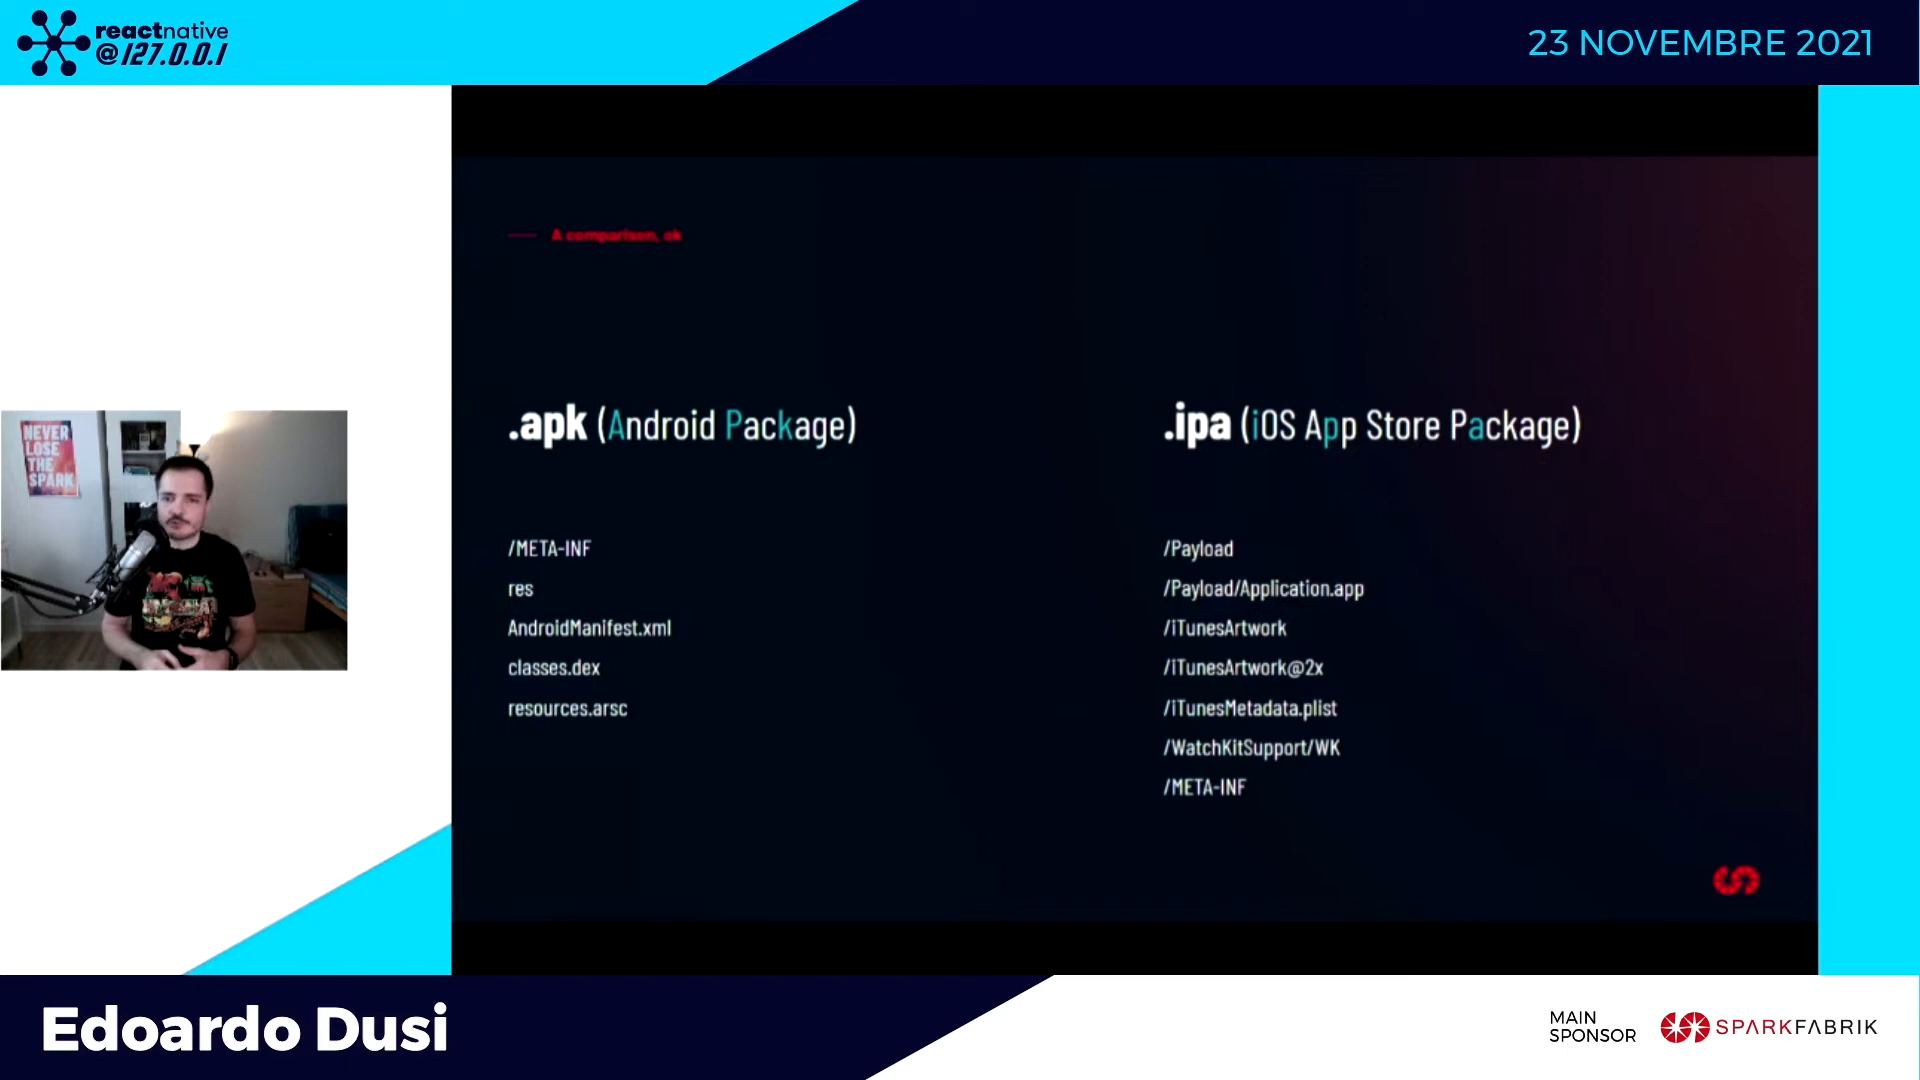 reactnative
@127.0.0.1
23 NOVEMBRE 2021
A comparison, ok
.apk (Android Package)
/META-INF
res
AndroidManifest.xml
classes.dex
resources.arsc
.ipa (iOS App Store Package)
/Payload
/Payload/Application.app
/iTunesArtwork
/iTunesArtwork@2x
/iTunesMetadata.plist
/WatchKitSupport/WK
/META-INF
NEVER
LOSE
THE
SPARK
Edoardo Dusi
MAIN
SPONSOR
SPARKFABRIK